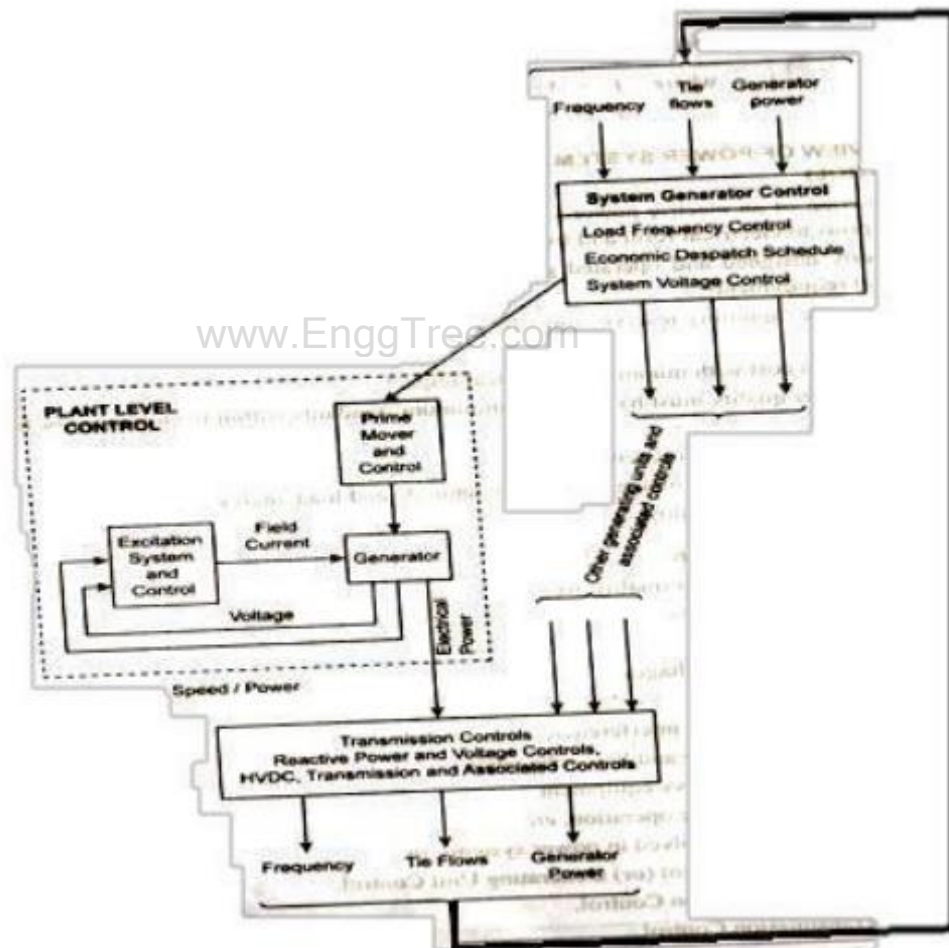 Frequency
Tie
flows
Generator
power
System Generator Control
Load Frequency Control
Economic Despatch Schedule
System Voltage Control
www.EnggTree.com
PLANT LEVEL
CONTROL
Prime
Mover
and
Control
Other generating units and
associated controls
Excitation
System
and
Control
Field
Current
Generator
Voltage
Electrical
Power
Speed / Power
Transmission Controls
Reactive Power and Voltage Controls,
HVDC, Transmission and Associated Controls
Frequency
Tie Flows
Generator
Power